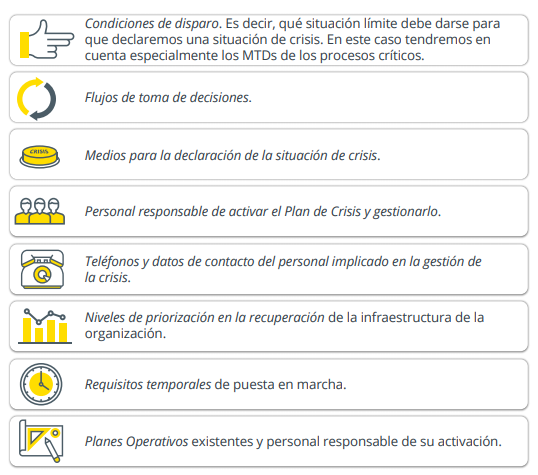 Condiciones de disparo. Es decir, qué situación límite debe darse para
que declaremos una situación de crisis. En este caso tendremos en
cuenta especialmente los MTDs de los procesos críticos.
Flujos de toma de decisiones.
CRISIS
Medios para la declaración de la situación de crisis.
Personal responsable de activar el Plan de Crisis y gestionarlo.
Teléfonos y datos de contacto del personal implicado en la gestión de
la crisis.
Niveles de priorización en la recuperación de la infraestructura de la
organización.
Requisitos temporales de puesta en marcha.
Planes Operativos existentes y personal responsable de su activación.